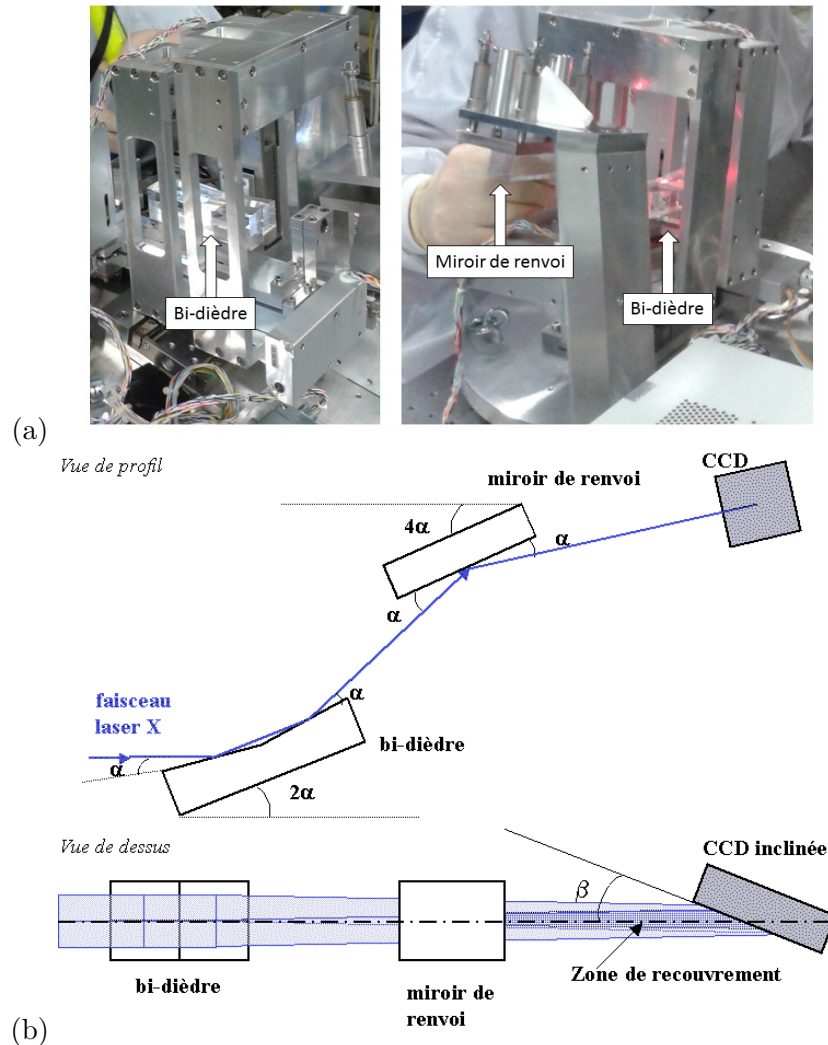 Miroir de renvoi
Bi-dièdre
Bi-dièdre
(a)
Vue de profil
CCD
miroir de renvoi
4α
α
α
α
faisceau
laser X
bi-dièdre
α
2α
Vue de dessus
CCD inclinée
β
Zone de recouvrement
bi-dièdre
miroir de
renvoi
(b)